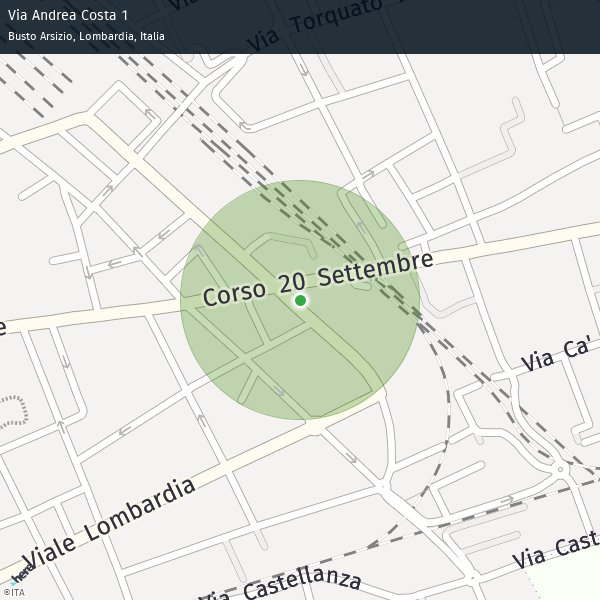 Via Andrea Costa 1
Busto Arsizio, Lombardia, Italia
Via Torquato
Corso 20 Settembre
e
Via Ca'
Viale Lombardia
Via Cast
Via Castellanza
here
©ITA